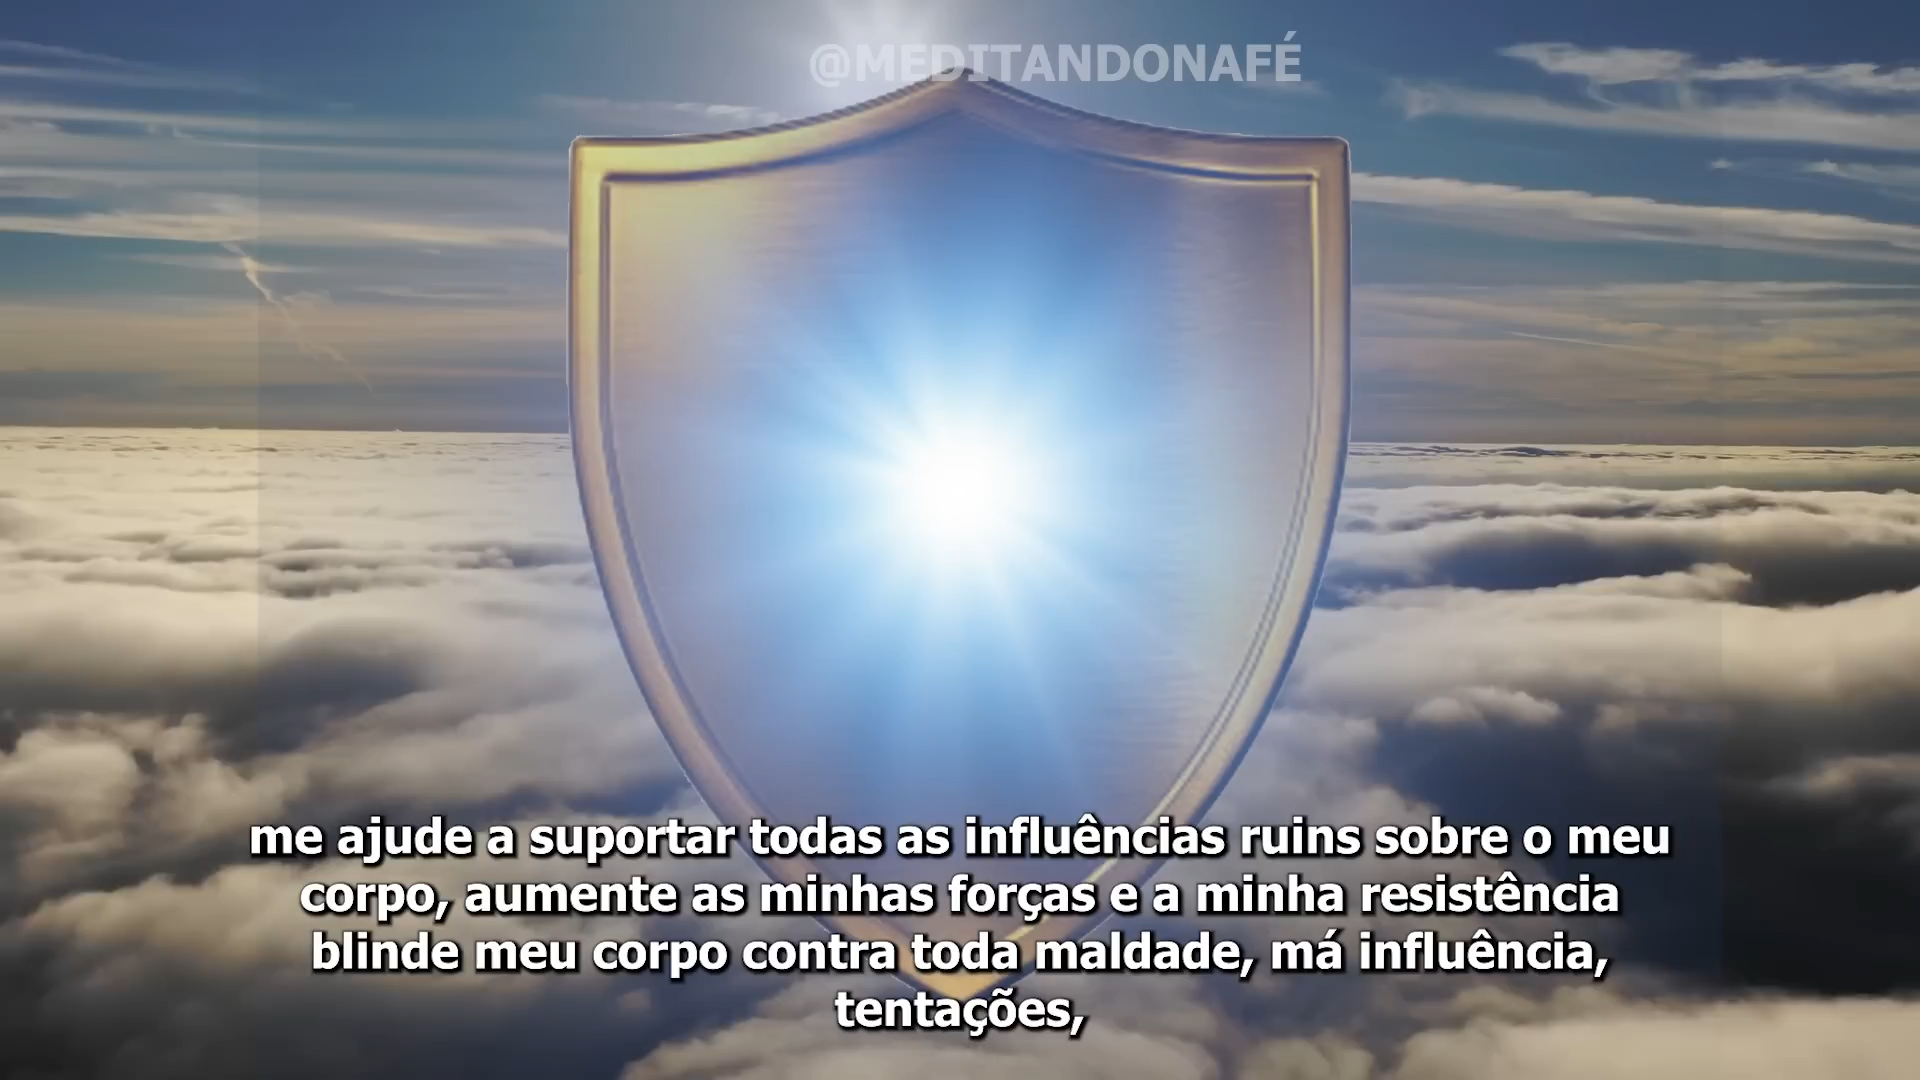 @MEDITANDONAFÉ
me ajude a suportar todas as influências ruins sobre o meu
corpo, aumente as minhas forças e a minha resistência
blinde meu corpo contra toda maldade, má influência,
tentações,